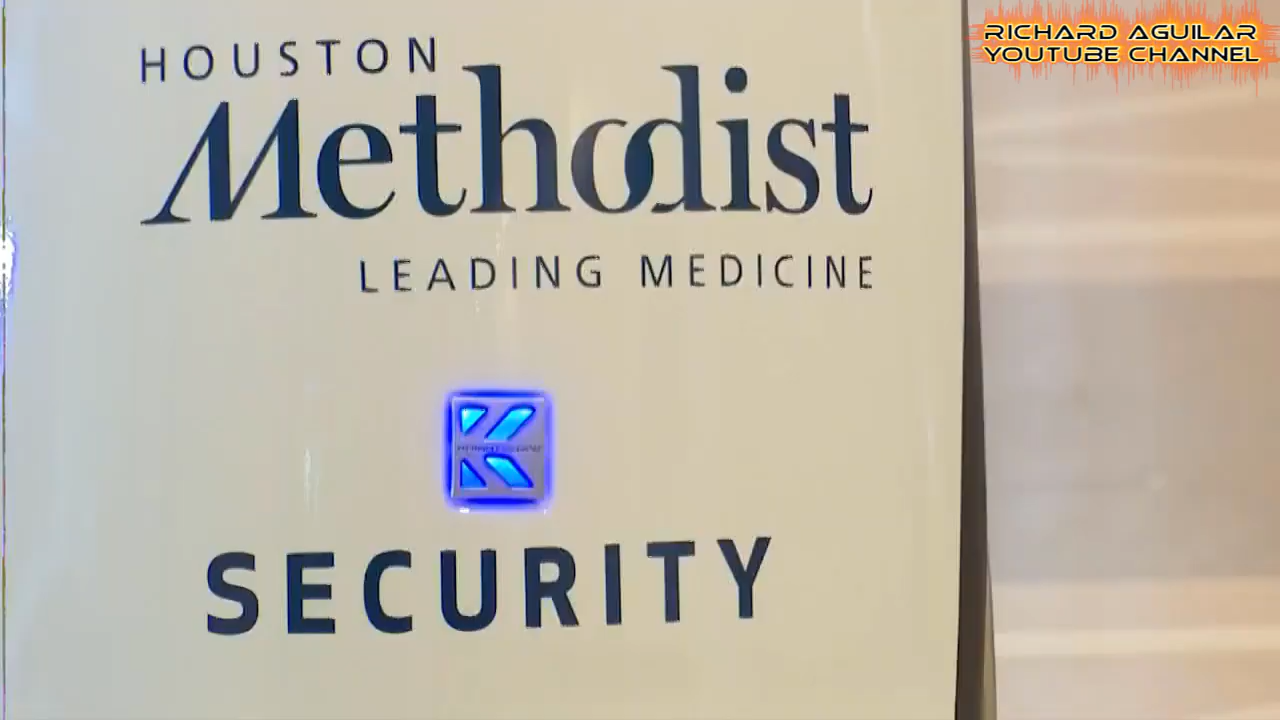 HOUSTON
Methodist
LEADING MEDICINE
SECURITY
RICHARD AGUILAR
YOUTUBE CHANNEL